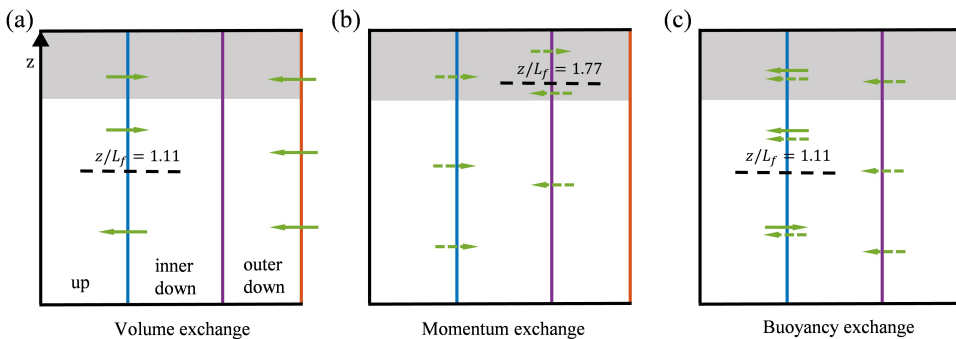 (a)
(b)
(c)
z
z/L_f = 1.77
z/L_f = 1.11
z/L_f = 1.11
up
inner
down
outer
down
Volume exchange
Momentum exchange
Buoyancy exchange